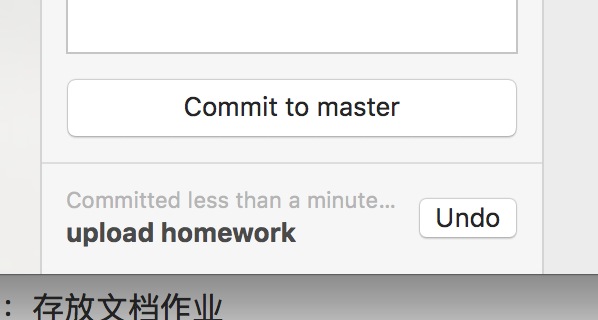 Commit to master
Committed less than a minute...
upload homework
Undo
：存放文档作业